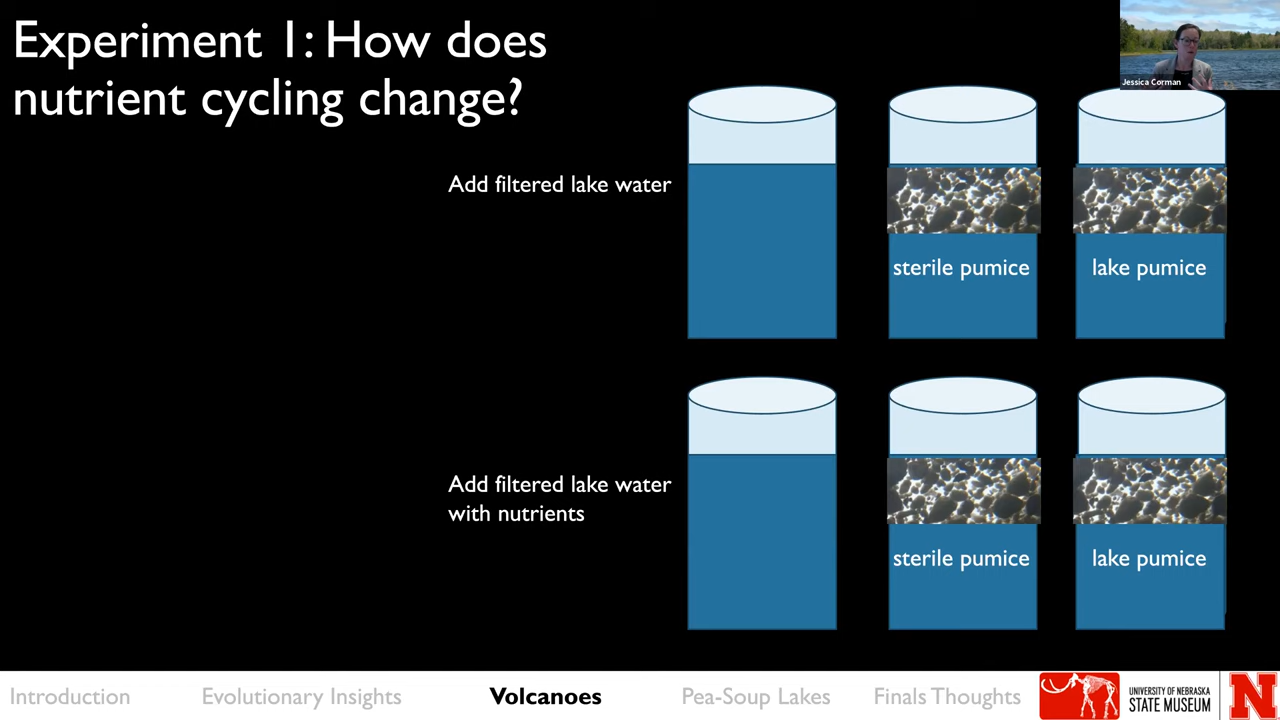 Experiment 1: How does
nutrient cycling change?
Jessica Corman
Add filtered lake water
sterile pumice
lake pumice
Add filtered lake water
with nutrients
sterile pumice
lake pumice
Introduction
Evolutionary Insights
Volcanoes
Pea-Soup Lakes
Finals Thoughts
UNIVERSITY OF NEBRASKA
STATE MUSEUM
N